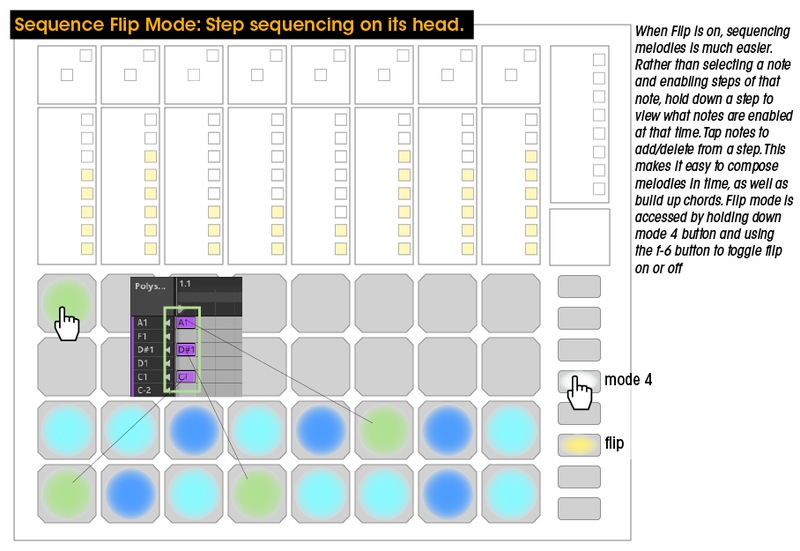 Sequence Flip Mode: Step sequencing on its head.
When Flip is on, sequencing
melodies is much easier.
Rather than selecting a note
and enabling steps of that
note, hold down a step to
view what notes are enabled
at that time. Tap notes to
add/delete from a step. This
makes it easy to compose
melodies in time, as well as
build up chords. Flip mode is
accessed by holding down
mode 4 button and using
the f-6 button to toggle flip
on or off
Polys... 1.1
A1 A1
F1
D#1 D#1
D1
C1 C1
C-2
mode 4
flip